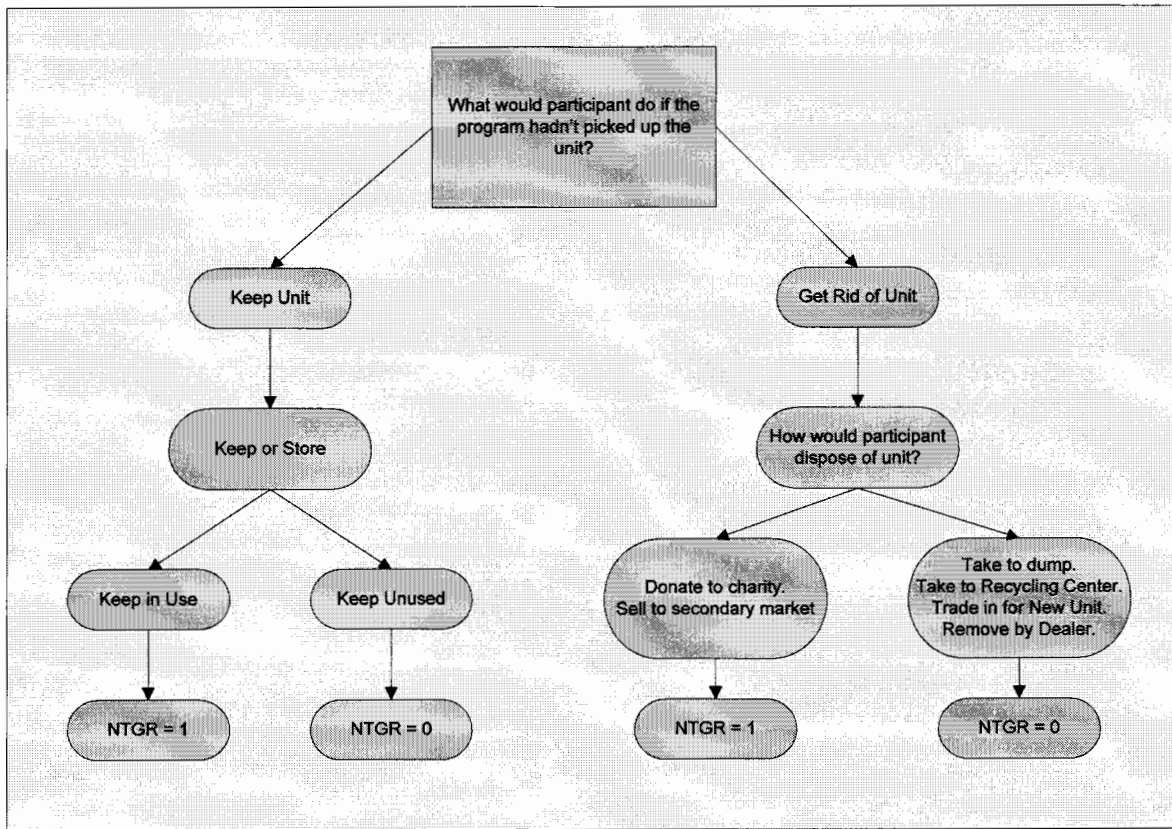 What would participant do if the
program hadn't picked up the
unit?
Keep Unit
Get Rid of Unit
Keep or Store
How would participant
dispose of unit?
Keep in Use
Keep Unused
Donate to charity.
Sell to secondary market
Take to dump.
Take to Recycling Center.
Trade in for New Unit.
Remove by Dealer.
NTGR = 1
NTGR = 0
NTGR = 1
NTGR = 0